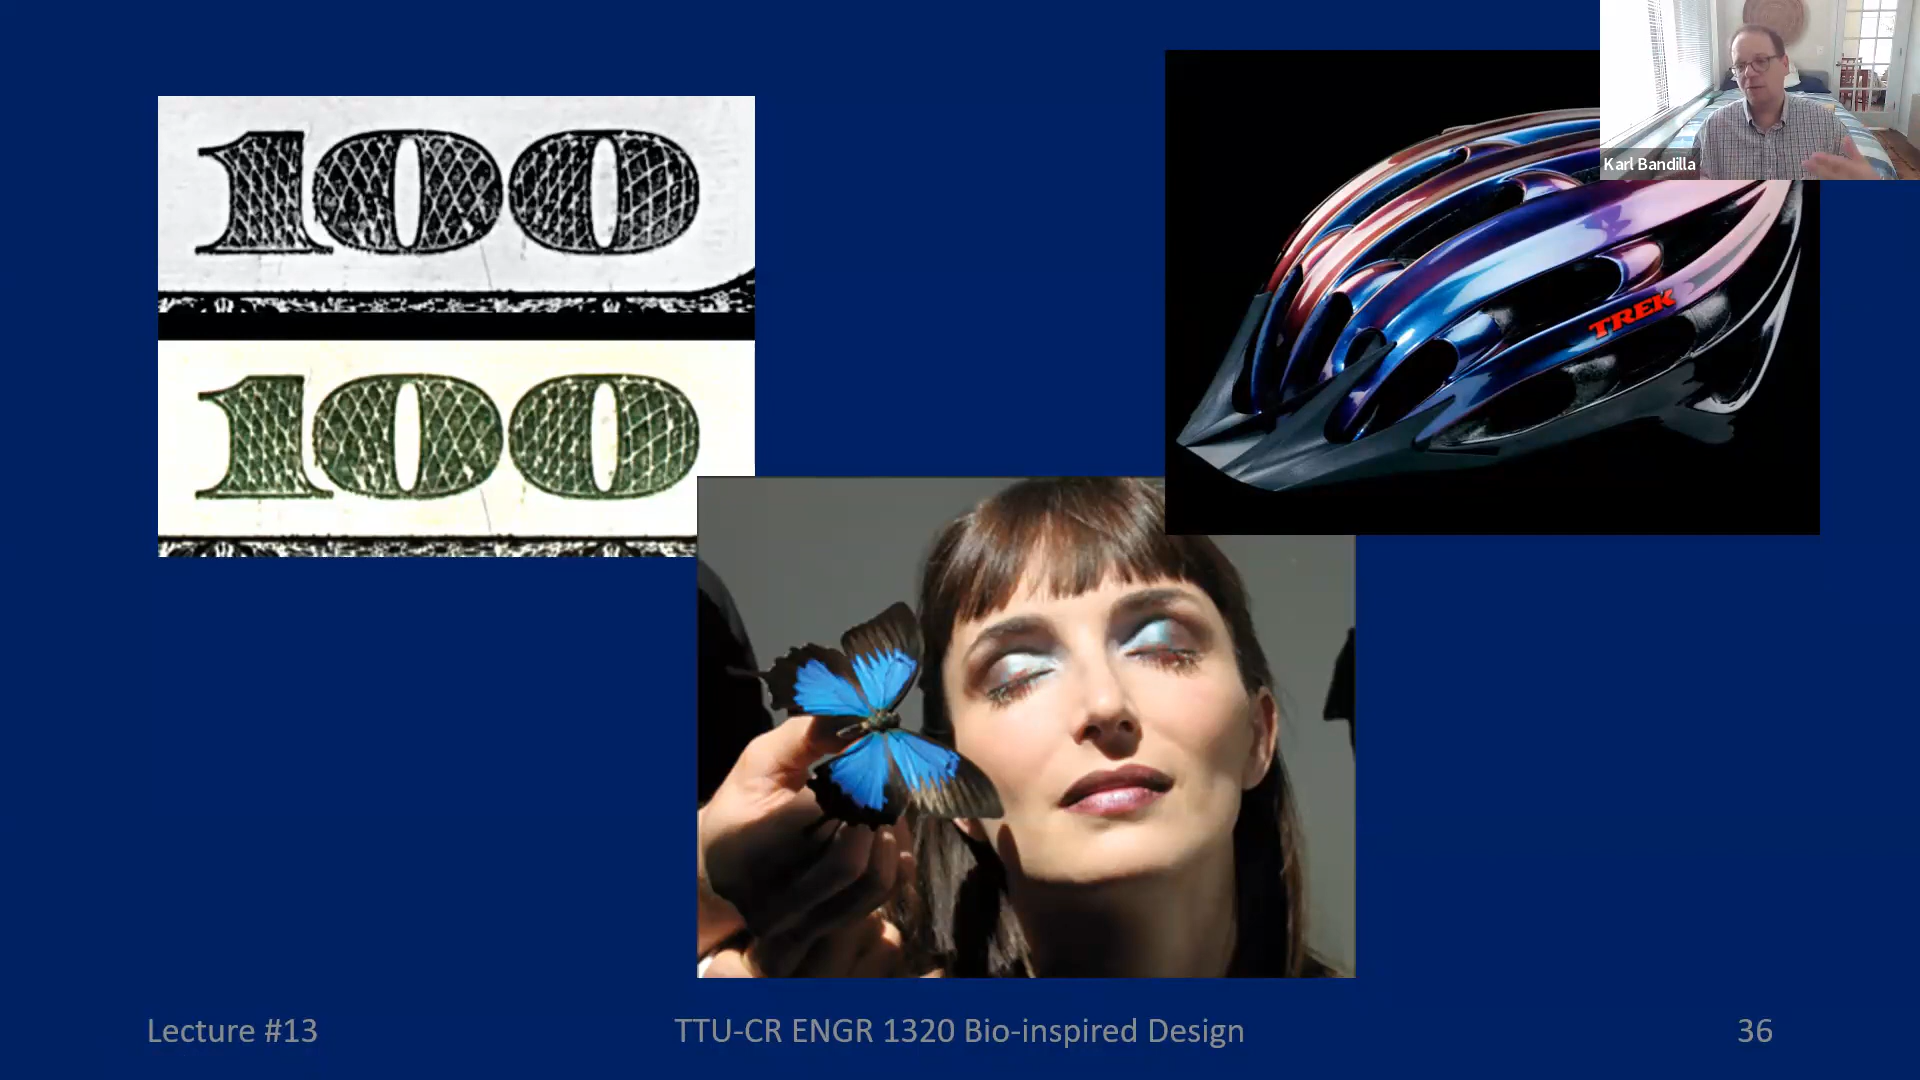 100
100
TREK
Karl Bandilla
Lecture #13
TTU-CR ENGR 1320 Bio-inspired Design
36